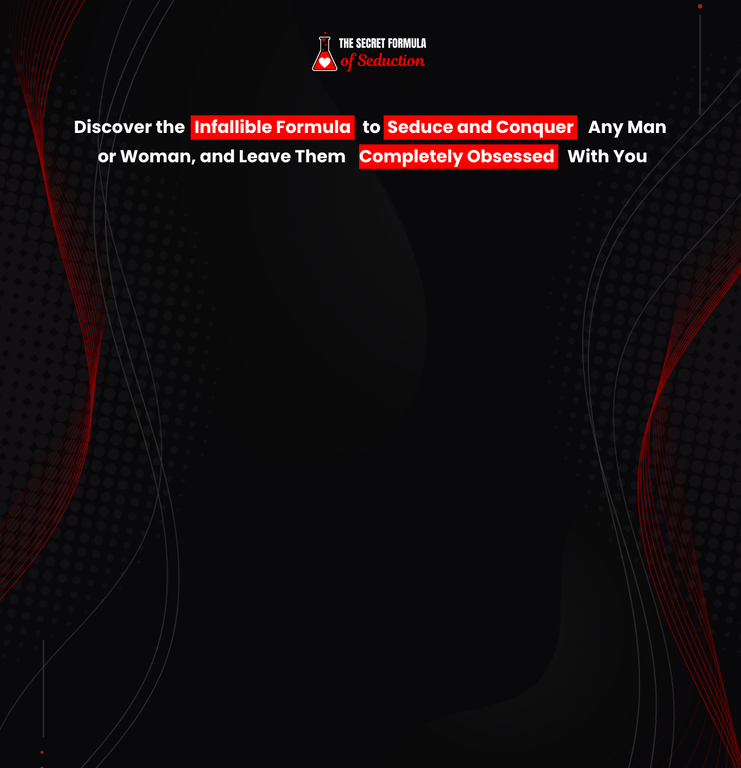 THE SECRET FORMULA
of Seduction
Discover the Infallible Formula to Seduce and Conquer Any Man
or Woman, and Leave Them Completely Obsessed With You